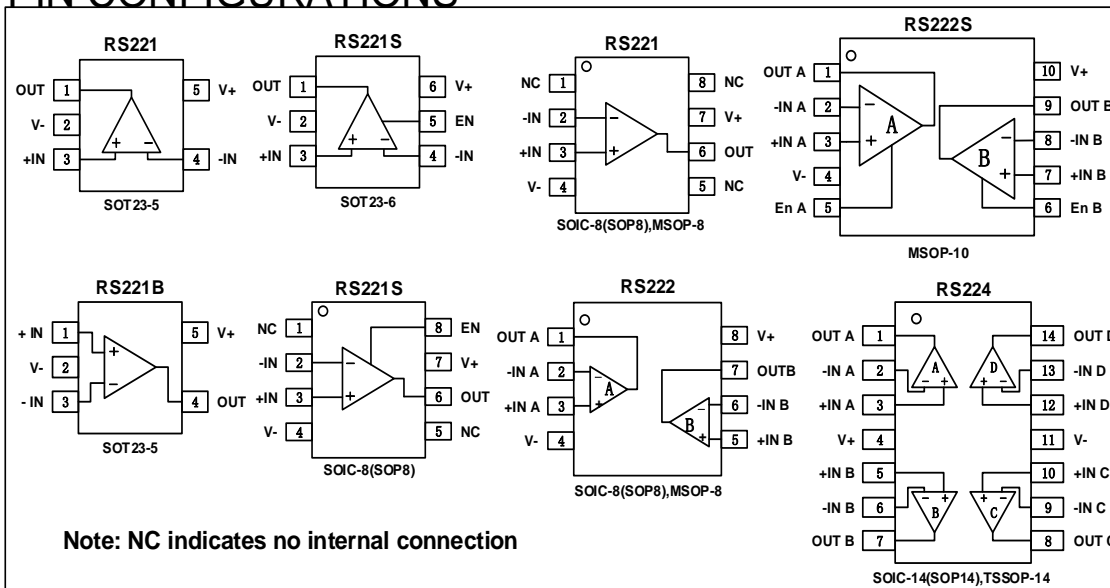 PIN CONFIGURATIONS
RS221
OUT 1
V- 2
+IN 3
5 V+
4 -IN
+ -
SOT23-5
RS221S
OUT 1
V- 2
+IN 3
6 V+
5 EN
4 -IN
+ -
SOT23-6
RS221
NC 1
-IN 2
+IN 3
V- 4
8 NC
7 V+
6 OUT
5 NC
- +
SOIC-8(SOP8),MSOP-8
RS222S
OUT A 1
-IN A 2
+IN A 3
V- 4
En A 5
10 V+
9 OUT B
8 -IN B
7 +IN B
6 En B
- + A
- + B
MSOP-10
RS221B
+ IN 1
V- 2
- IN 3
5 V+
4 OUT
+ -
SOT23-5
RS221S
NC 1
-IN 2
+IN 3
V- 4
8 EN
7 V+
6 OUT
5 NC
- +
SOIC-8(SOP8)
RS222
OUT A 1
-IN A 2
+IN A 3
V- 4
8 V+
7 OUTB
6 -IN B
5 +IN B
- + A
- + B
SOIC-8(SOP8),MSOP-8
RS224
OUT A 1
-IN A 2
+IN A 3
V+ 4
+IN B 5
-IN B 6
OUT B 7
14 OUT D
13 -IN D
12 +IN D
11 V-
10 +IN C
9 -IN C
8 OUT C
A - +
D + -
- + B
+ - C
SOIC-14(SOP14),TSSOP-14
Note: NC indicates no internal connection